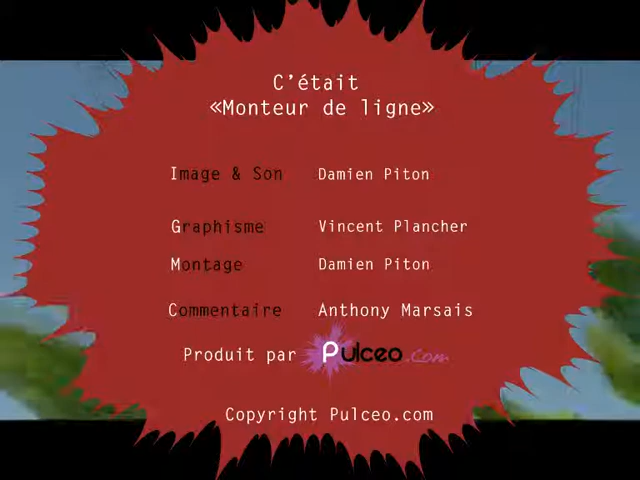 C'était
«Monteur de ligne»
Image & Son Damien Piton
Graphisme Vincent Plancher
Montage Damien Piton
Commentaire Anthony Marsais
Produit par Pulceo.com
Copyright Pulceo.com